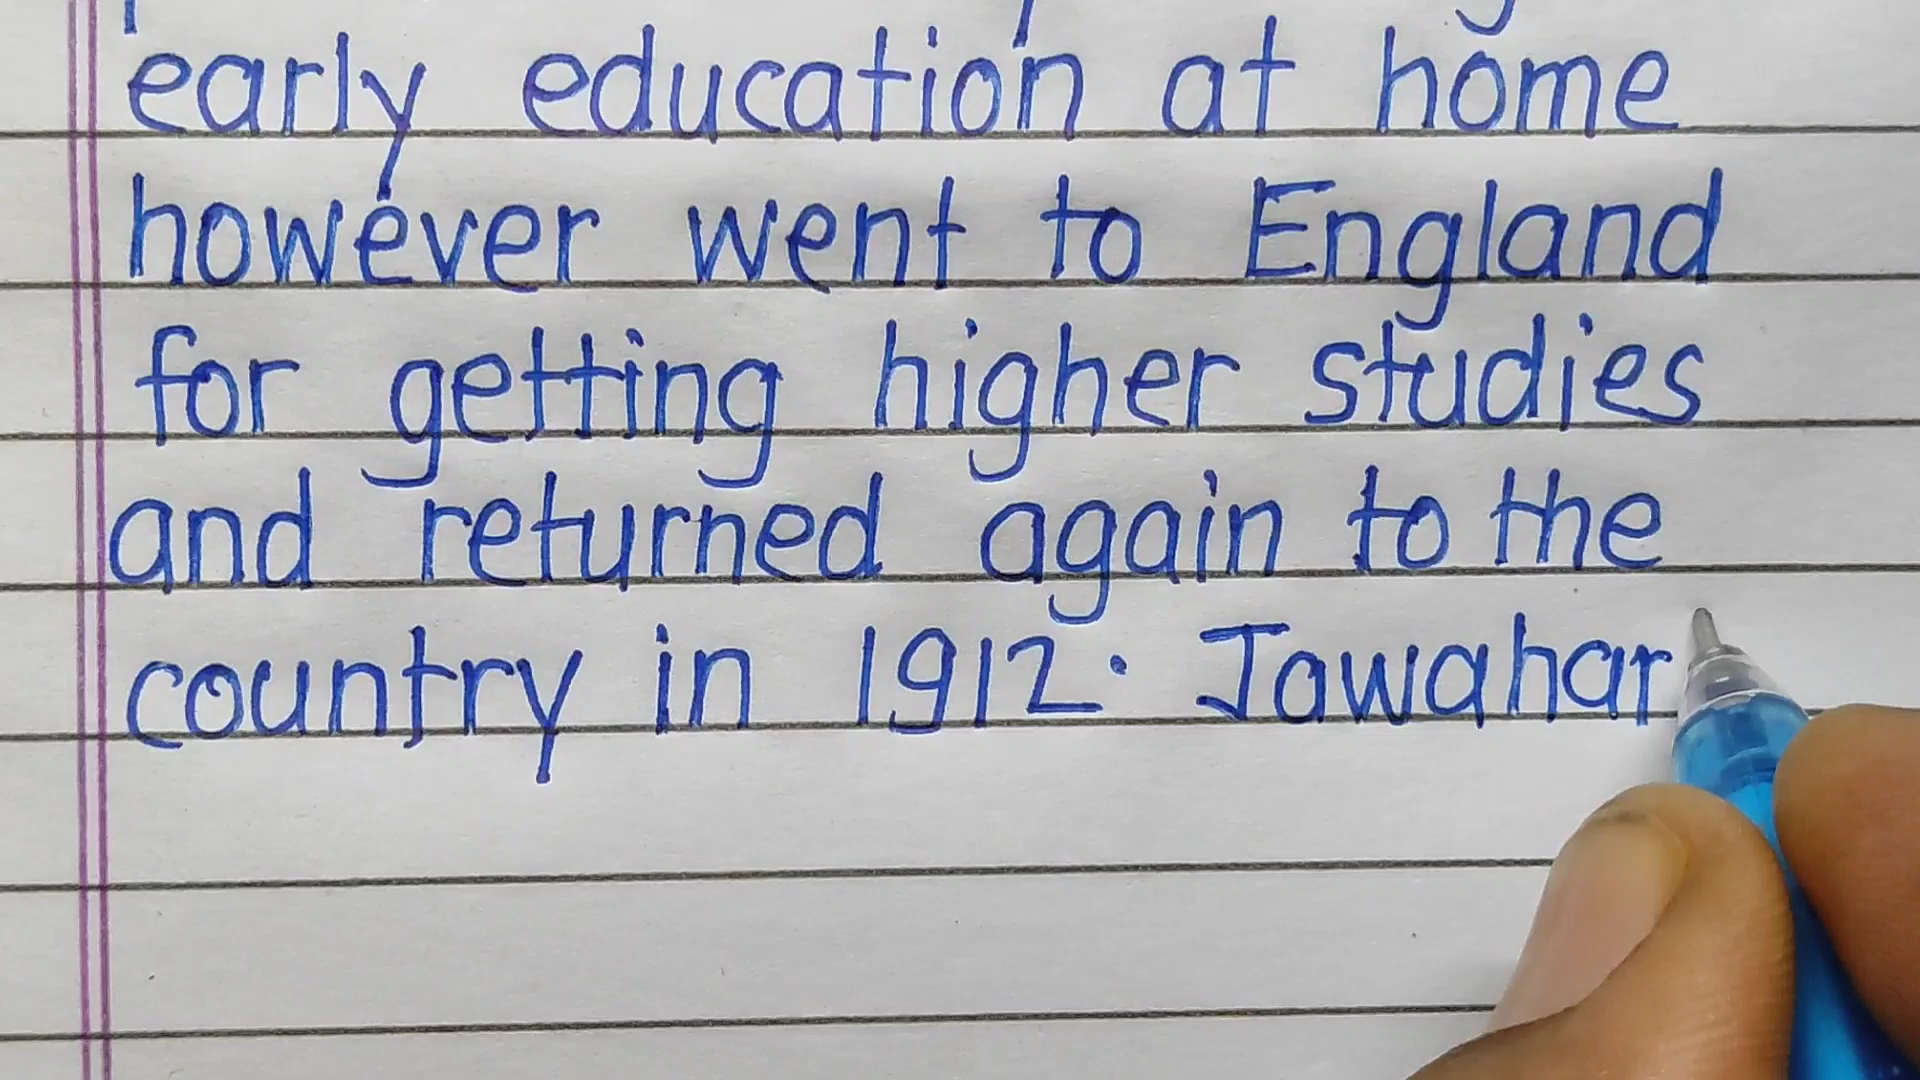 early education at home
however went to England
for getting higher studies
and returned again to the
country in 1912. Jawahar